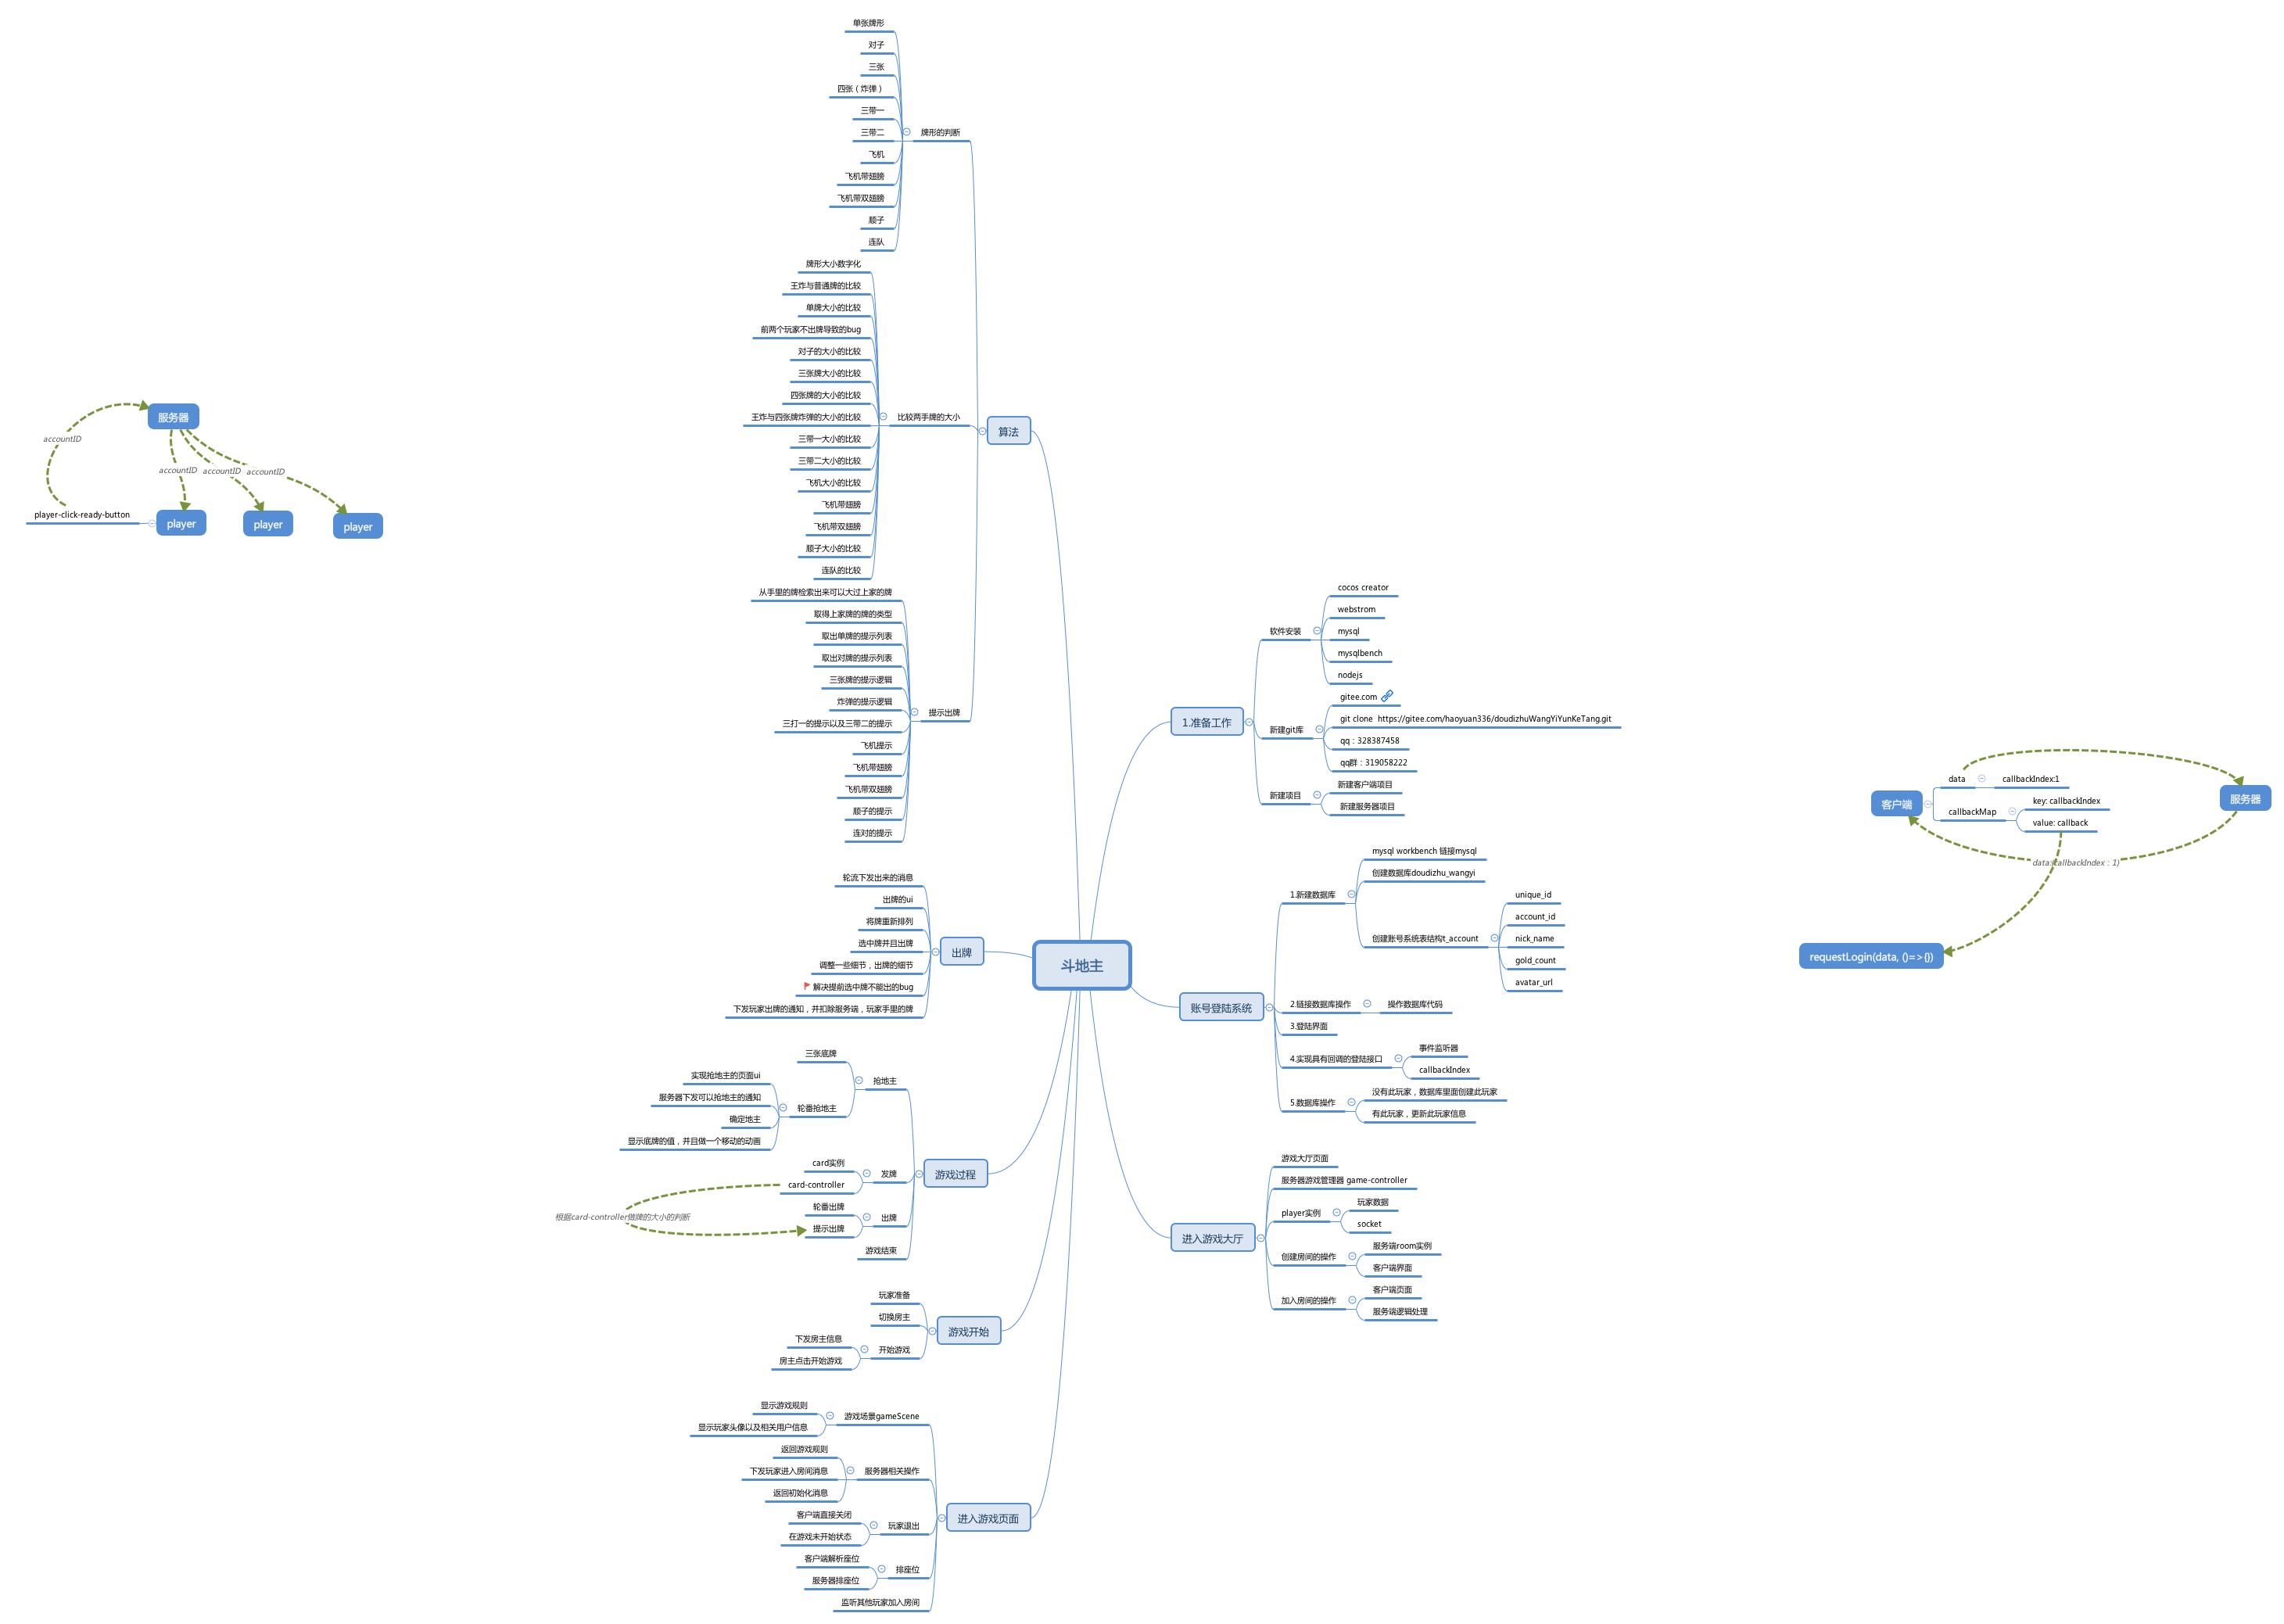 斗地主
1.准备工作
软件安装
cocos creator
webstrom
mysql
mysqlbench
nodejs
新建git库
gitee.com
git clone  https://gitee.com/haoyuan336/doudizhuWangYiYunKeTang.git
qq：328387458
qq群：319058222
新建项目
新建客户端项目
新建服务器项目
账号登陆系统
1.新建数据库
mysql workbench 链接mysql
创建数据库doudizhu_wangyi
创建账号系统表结构t_account
unique_id
account_id
nick_name
gold_count
avatar_url
2.链接数据库操作
操作数据库代码
3.登陆界面
4.实现具有回调的登陆接口
事件监听器
callbackIndex
5.数据库操作
没有此玩家，数据库里面创建此玩家
有此玩家，更新此玩家信息
进入游戏大厅
游戏大厅页面
服务器游戏管理器 game-controller
player实例
玩家数据
socket
创建房间的操作
服务端room实例
客户端界面
加入房间的操作
客户端页面
服务端逻辑处理
算法
牌形的判断
单张牌形
对子
三张
四张（炸弹）
三带一
三带二
飞机
飞机带翅膀
飞机带双翅膀
顺子
连队
比较两手牌的大小
牌形大小数字化
王炸与普通牌的比较
单牌大小的比较
前两个玩家不出牌导致的bug
对子的大小的比较
三张牌大小的比较
四张牌的大小的比较
王炸与四张牌炸弹的大小的比较
三带一大小的比较
三带二大小的比较
飞机大小的比较
飞机带翅膀
飞机带双翅膀
顺子大小的比较
连队的比较
提示出牌
从手里的牌检索出来可以大过上家的牌
取得上家牌的牌的类型
取出单牌的提示列表
取出对牌的提示列表
三张牌的提示逻辑
炸弹的提示逻辑
三打一的提示以及三带二的提示
飞机提示
飞机带翅膀
飞机带双翅膀
顺子的提示
连对的提示
出牌
轮流下发出来的消息
出牌的ui
将牌重新排列
选中牌并且出牌
调整一些细节，出牌的细节
解决提前选中牌不能出的bug
下发玩家出牌的通知，并扣除服务端，玩家手里的牌
游戏过程
抢地主
三张底牌
轮番抢地主
实现抢地主的页面ui
服务器下发可以抢地主的通知
确定地主
显示底牌的值，并且做一个移动的动画
发牌
card实例
card-controller
出牌
轮番出牌
提示出牌
根据card-controller做牌的大小的判断
游戏结束
游戏开始
玩家准备
切换房主
开始游戏
下发房主信息
房主点击开始游戏
进入游戏页面
游戏场景gameScene
显示游戏规则
显示玩家头像以及相关用户信息
服务器相关操作
返回游戏规则
下发玩家进入房间消息
返回初始化消息
玩家退出
客户端直接关闭
在游戏未开始状态
排座位
客户端解析座位
服务器排座位
监听其他玩家加入房间
服务器
accountID
accountID
accountID
accountID
player-click-ready-button
player
player
player
客户端
data
callbackIndex:1
callbackMap
key: callbackIndex
value: callback
服务器
data:(callbackIndex：1)
requestLogin(data, ()=>{})